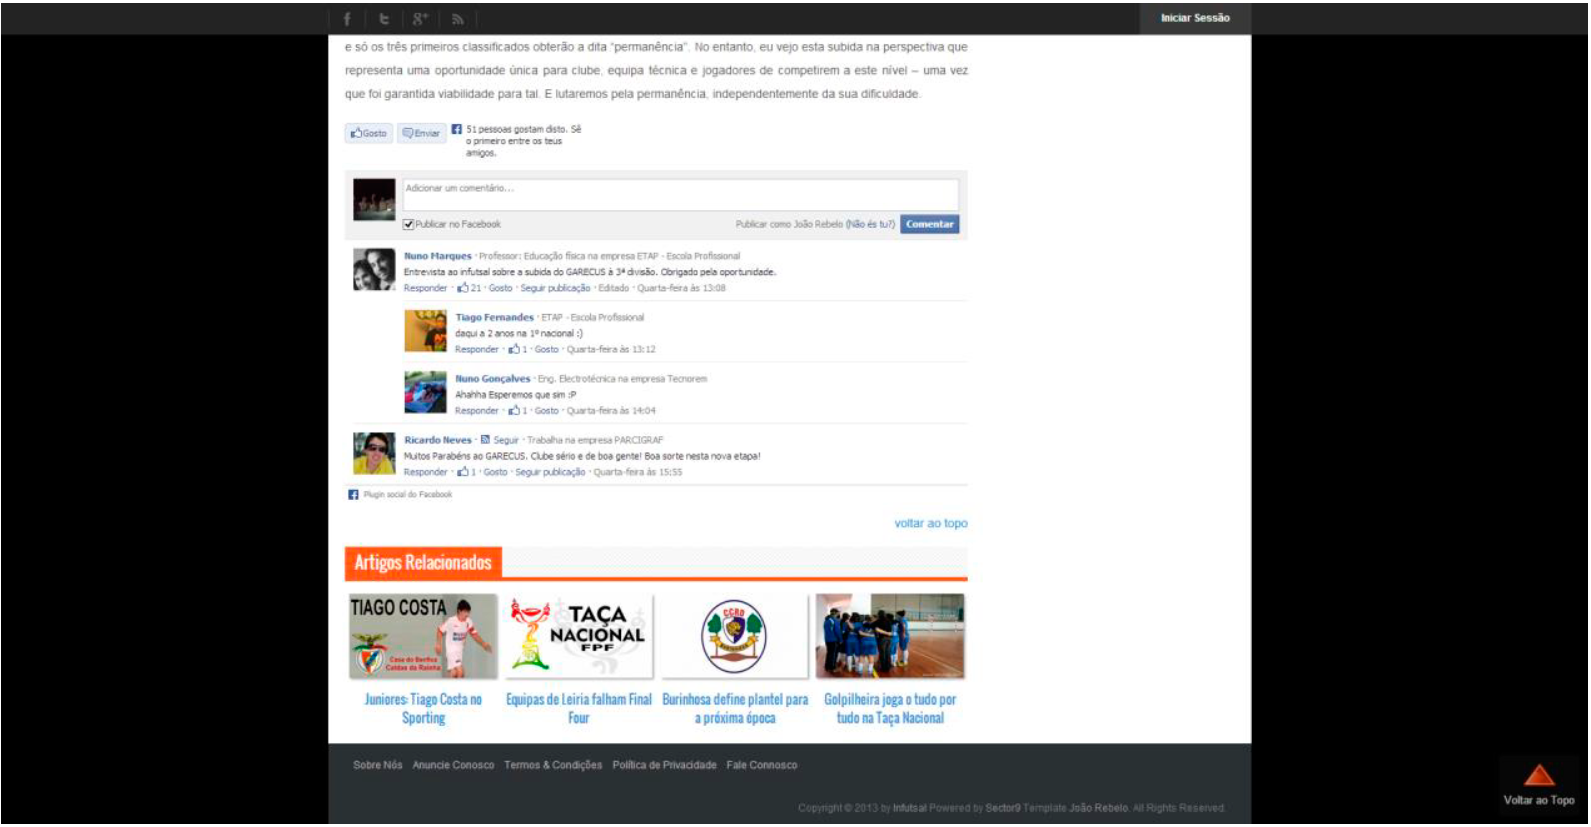 Iniciar Sessão
e só os três primeiros classificados obterão a dita "permanência". No entanto, eu vejo esta subida na perspectiva que
representa uma oportunidade única para clube, equipa técnica e jogadores de competirem a este nível – uma vez
que foi garantida viabilidade para tal. E lutaremos pela permanência, independentemente da sua dificuldade.
Gosto Enviar 51 pessoas gostam disto. Sê
o primeiro entre os teus
amigos.
Adicionar um comentário...
Publicar no Facebook Publicar como João Rebelo (Não és tu?) Comentar
Nuno Marques · Professor: Educação física na empresa ETAP - Escola Profissional
Entrevista ao infutsal sobre a subida do GARECUS à 3ª divisão. Obrigado pela oportunidade.
Responder · 21 · Gosto · Seguir publicação · Editado · Quarta-feira às 13:08
Tiago Fernandes · ETAP - Escola Profissional
daqui a 2 anos na 1º nacional :)
Responder · 1 · Gosto · Quarta-feira às 13:12
Nuno Gonçalves · Eng. Electrotécnica na empresa Tecnorem
Ahahha Esperemos que sim :P
Responder · 1 · Gosto · Quarta-feira às 14:04
Ricardo Neves · Seguir · Trabalha na empresa PARCIGRAF
Muitos Parabéns ao GARECUS. Clube sério e de boa gente! Boa sorte nesta nova etapa!
Responder · 1 · Gosto · Seguir publicação · Quarta-feira às 15:55
Plugin social do Facebook
voltar ao topo
Artigos Relacionados
TIAGO COSTA
Casa do Benfica
Caldas da Rainha
TAÇA
NACIONAL
FPF
CCRD
BURINHOSA
Juniores: Tiago Costa no
Sporting
Equipas de Leiria falham Final
Four
Burinhosa define plantel para
a próxima época
Golpilheira joga o tudo por
tudo na Taça Nacional
Sobre Nós Anuncie Conosco Termos & Condições Política de Privacidade Fale Connosco
Voltar ao Topo
Copyright © 2013 by Infutsal Powered by Sector9 Template João Rebelo. All Rights Reserved.